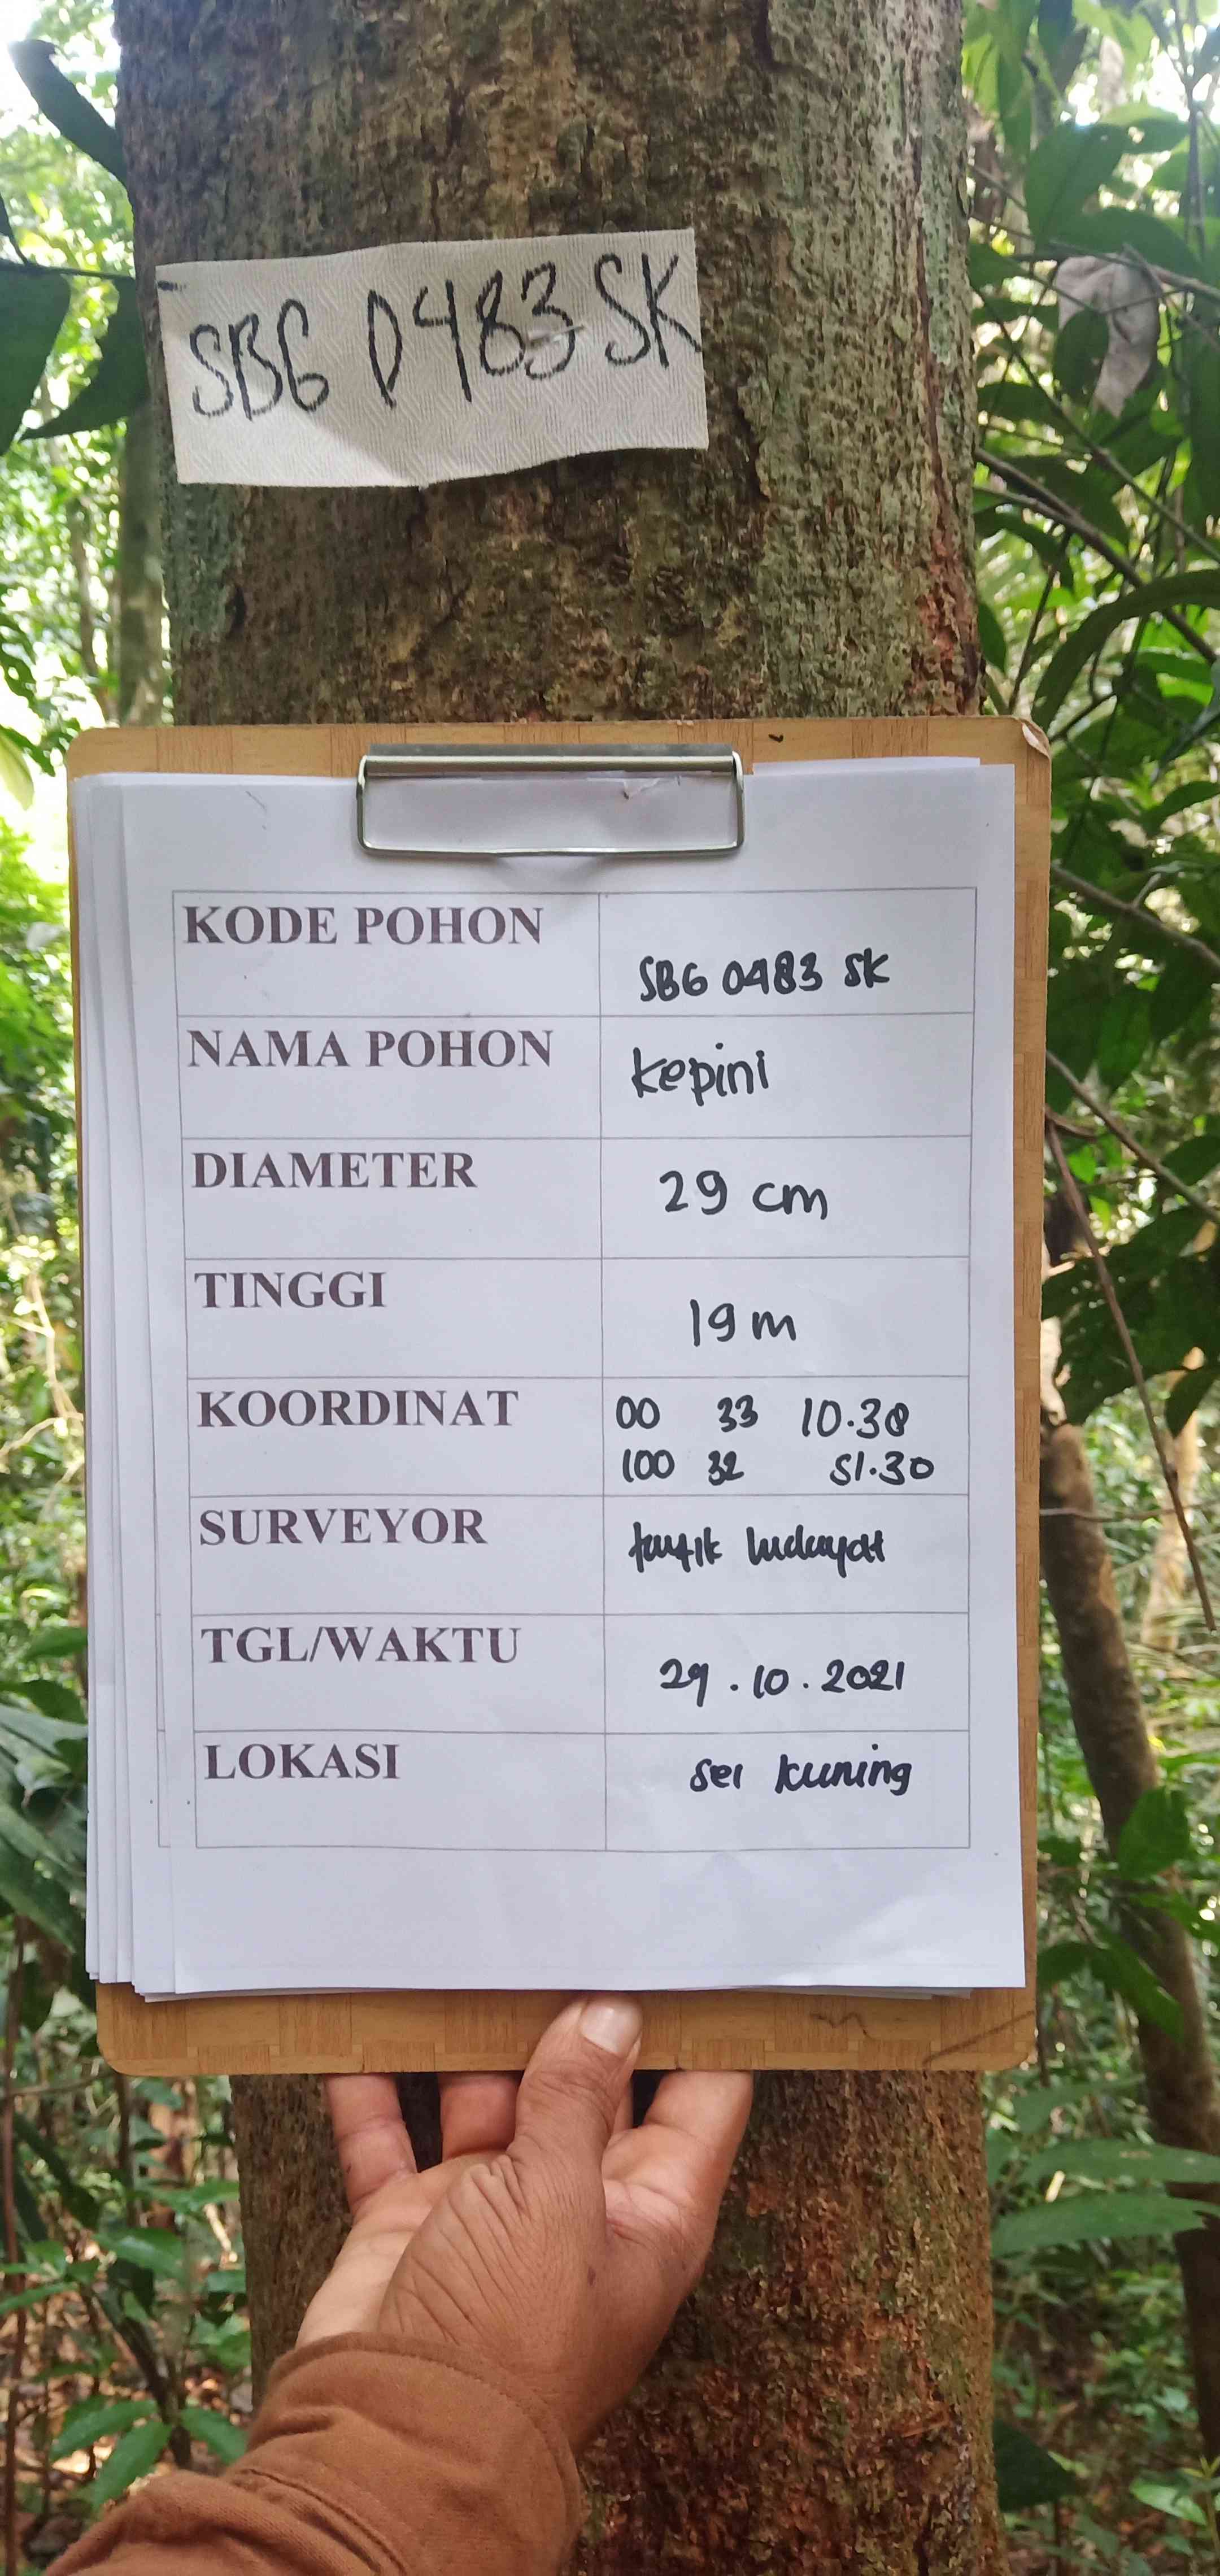 SBG 0483 SK
KODE POHON
SBG 0483 SK
NAMA POHON
kepini
DIAMETER
29 cm
TINGGI
19 m
KOORDINAT
00 33 10.38
100 32 51.30
SURVEYOR
taufik hidayat
TGL/WAKTU
29.10.2021
LOKASI
sei kuning